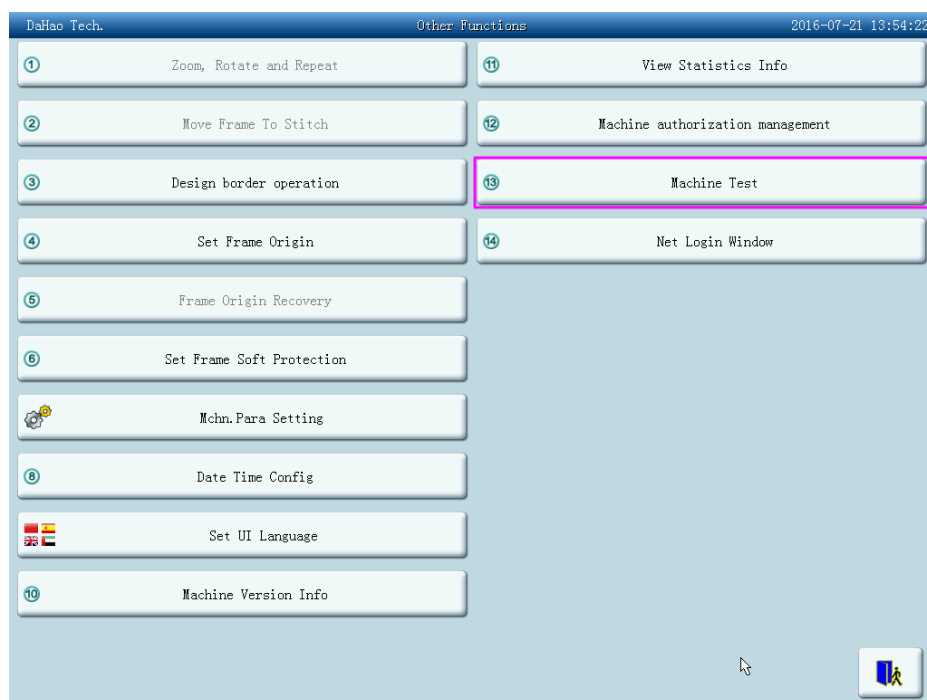 DaHao Tech. Other Functions 2016-07-21 13:54:22
1 Zoom, Rotate and Repeat
2 Move Frame To Stitch
3 Design border operation
4 Set Frame Origin
5 Frame Origin Recovery
6 Set Frame Soft Protection
Mchn.Para Setting
8 Date Time Config
Set UI Language
10 Machine Version Info
11 View Statistics Info
12 Machine authorization management
13 Machine Test
14 Net Login Window